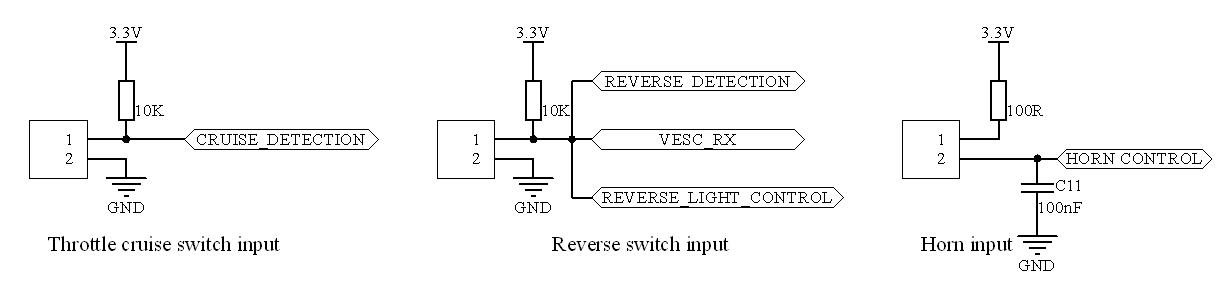 3.3V
10K
1
2
CRUISE_DETECTION
GND
Throttle cruise switch input
3.3V
10K
REVERSE_DETECTION
1
2
VESC_RX
REVERSE_LIGHT_CONTROL
GND
Reverse switch input
3.3V
100R
1
2
HORN CONTROL
C11
100nF
GND
Horn input